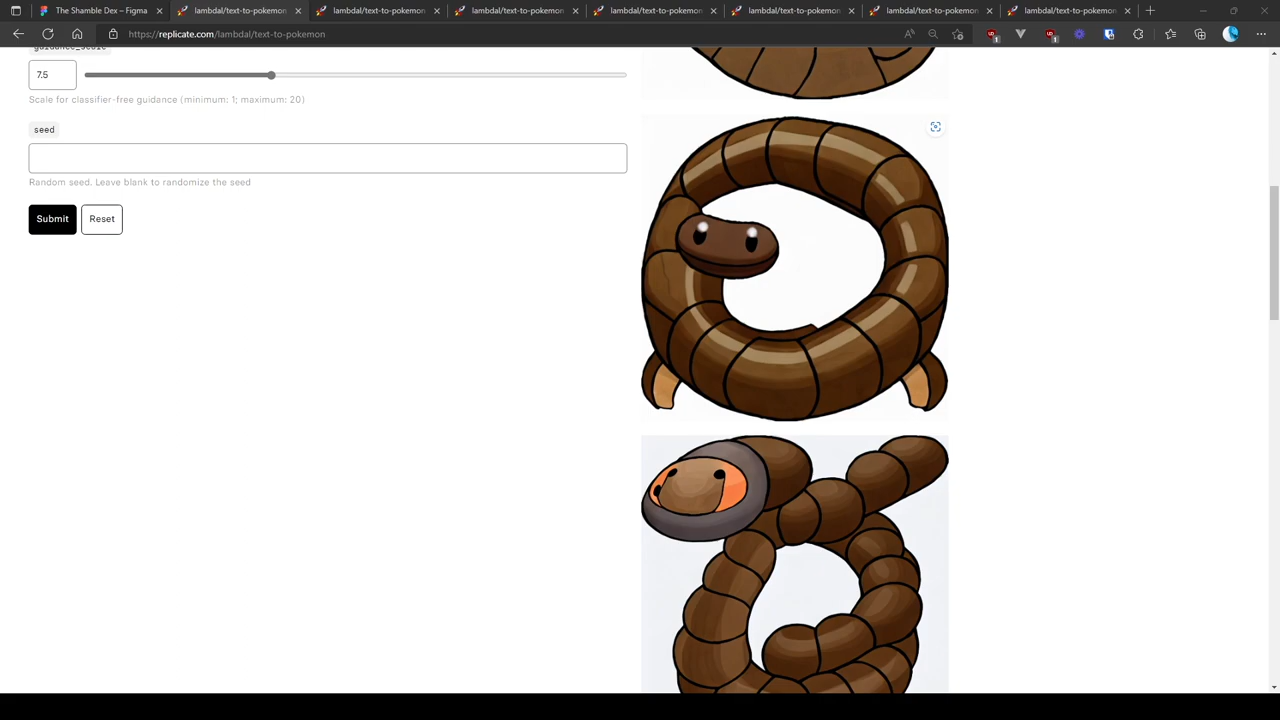 The Shamble Dex – Figma
lambdal/text-to-pokemon
lambdal/text-to-pokemon
lambdal/text-to-pokemon
lambdal/text-to-pokemon
lambdal/text-to-pokemon
lambdal/text-to-pokemon
lambdal/text-to-pokemon
https://replicate.com/lambdal/text-to-pokemon
1
1
guidance_scale
7.5
Scale for classifier-free guidance (minimum: 1; maximum: 20)
seed
Random seed. Leave blank to randomize the seed
Submit
Reset